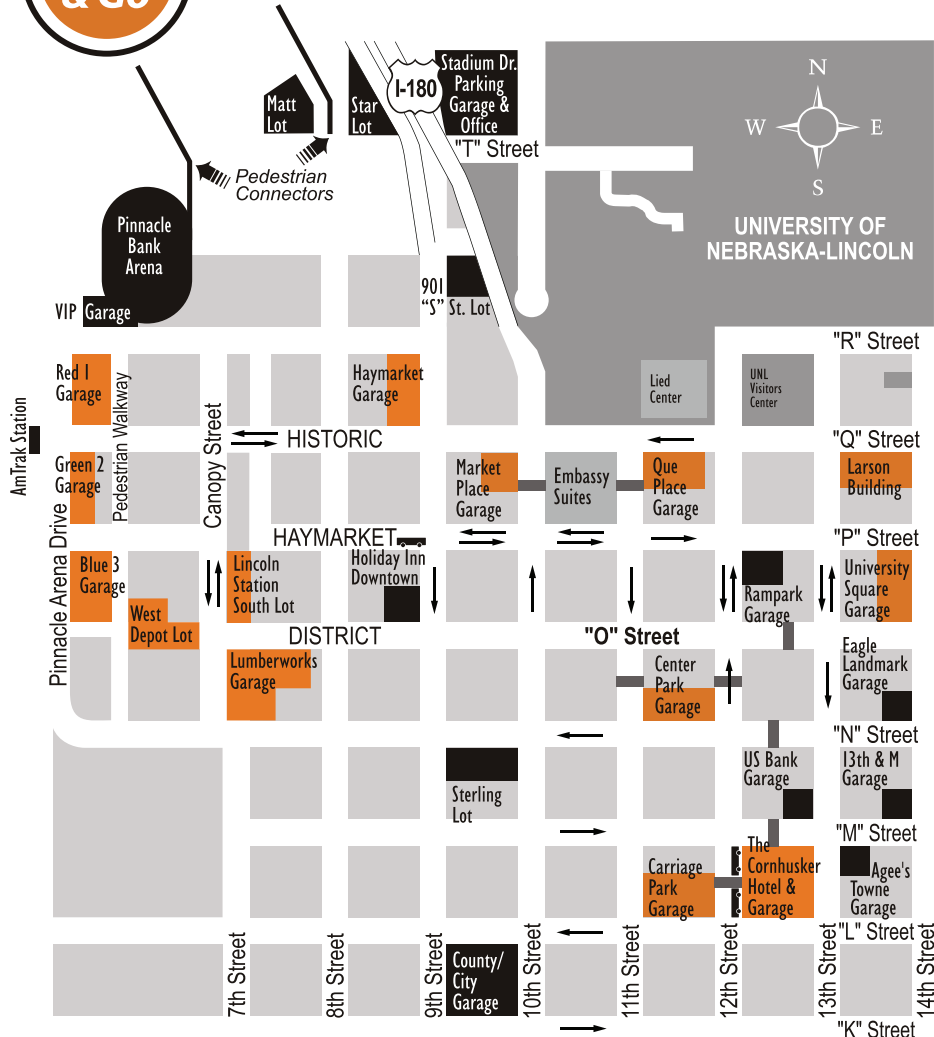 & Go
I-180
Stadium Dr.
Parking
Garage &
Office
Matt
Lot
Star
Lot
"T" Street
N
W
E
S
Pedestrian
Connectors
UNIVERSITY OF
NEBRASKA-LINCOLN
Pinnacle
Bank
Arena
VIP Garage
901
"S" St. Lot
"R" Street
Red 1
Garage
Haymarket
Garage
Lied
Center
UNL
Visitors
Center
Pedestrian Walkway
Canopy Street
AmTrak Station
HISTORIC
"Q" Street
Green 2
Garage
Market
Place
Garage
Embassy
Suites
Que
Place
Garage
Larson
Building
Pinnacle Arena Drive
HAYMARKET
"P" Street
Blue 3
Garage
Lincoln
Station
South Lot
Holiday Inn
Downtown
Rampark
Garage
University
Square
Garage
West
Depot Lot
DISTRICT
"O" Street
Lumberworks
Garage
Center
Park
Garage
Eagle
Landmark
Garage
"N" Street
Sterling
Lot
US Bank
Garage
13th & M
Garage
"M" Street
Carriage
Park
Garage
The
Cornhusker
Hotel &
Garage
Agee's
Towne
Garage
"L" Street
7th Street
8th Street
9th Street
County/
City
Garage
10th Street
11th Street
12th Street
13th Street
14th Street
"K" Street